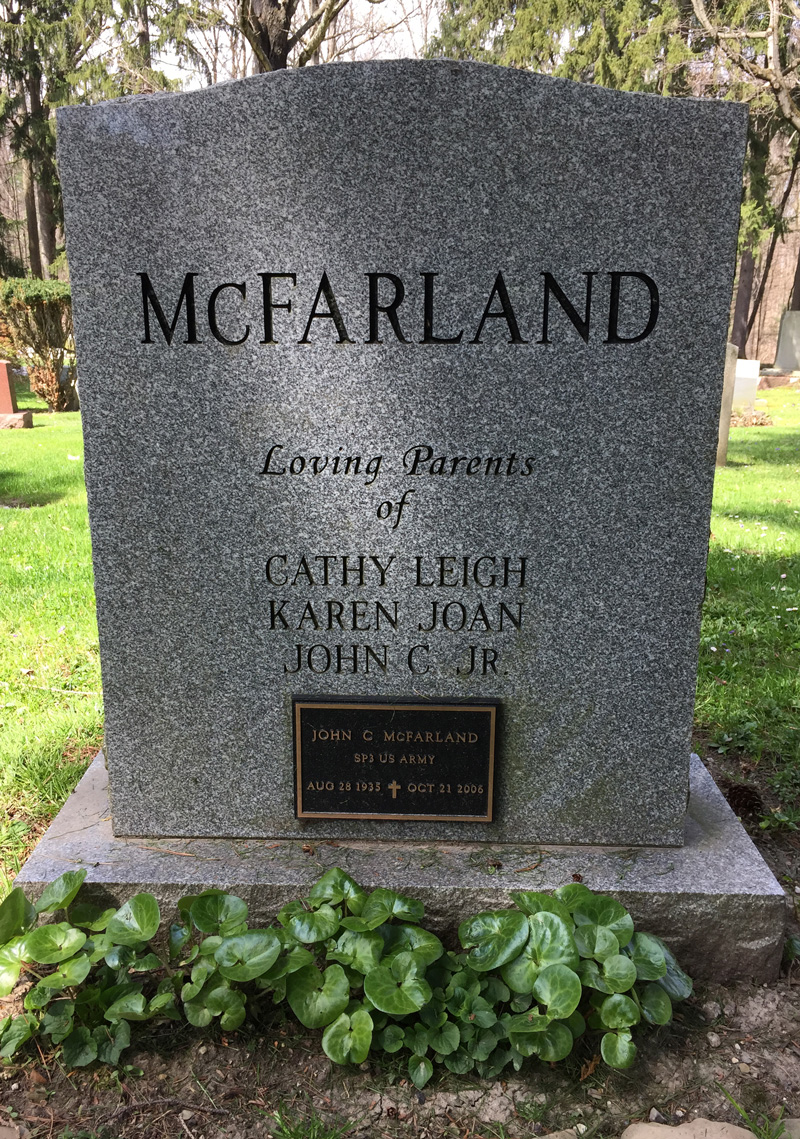 McFARLAND
Loving Parents
of
CATHY LEIGH
KAREN JOAN
JOHN C. JR.
JOHN C McFARLAND
SP3 US ARMY
AUG 28 1935 ✝ OCT 21 2006